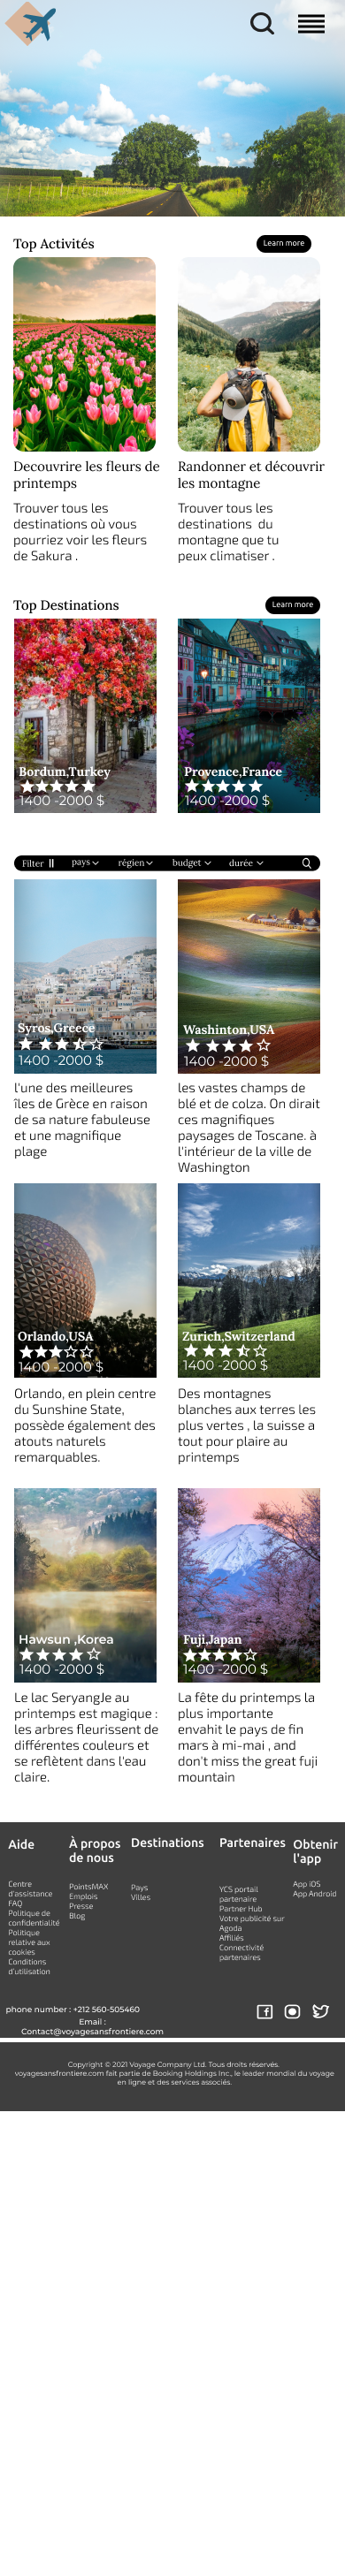 Top Activités
Learn more
Decouvrire les fleurs de
printemps
Trouver tous les
destinations où vous
pourriez voir les fleurs
de Sakura .
Randonner et découvrir
les montagne
Trouver tous les
destinations  du
montagne que tu
peux climatiser .
Top Destinations
Learn more
Bordum,Turkey
1400 -2000 $
Provence,France
1400 -2000 $
Filter
pays
régien
budget
durée
Syros,Greece
1400 -2000 $
l'une des meilleures
îles de Grèce en raison
de sa nature fabuleuse
et une magnifique
plage
Washinton,USA
1400 -2000 $
les vastes champs de
blé et de colza. On dirait
ces magnifiques
paysages de Toscane. à
l'intérieur de la ville de
Washington
Orlando,USA
1400 -2000 $
Orlando, en plein centre
du Sunshine State,
possède également des
atouts naturels
remarquables.
Zurich,Switzerland
1400 -2000 $
Des montagnes
blanches aux terres les
plus vertes , la suisse a
tout pour plaire au
printemps
Hawsun ,Korea
1400 -2000 $
Le lac SeryangJe au
printemps est magique :
les arbres fleurissent de
différentes couleurs et
se reflètent dans l'eau
claire.
Fuji,Japan
1400 -2000 $
La fête du printemps la
plus importante
envahit le pays de fin
mars à mi-mai , and
don't miss the great fuji
mountain
Aide
Centre
d'assistance
FAQ
Politique de
confidentialité
Politique
relative aux
cookies
Conditions
d'utilisation
À propos
de nous
PointsMAX
Emplois
Presse
Blog
Destinations
Pays
Villes
Partenaires
YCS portail
partenaire
Partner Hub
Votre publicité sur
Agoda
Affiliés
Connectivité
partenaires
Obtenir
l'app
App iOS
App Android
phone number : +212 560-505460
Email :
Contact@voyagesansfrontiere.com
Copyright © 2021 Voyage Company Ltd. Tous droits réservés.
voyagesansfrontiere.com fait partie de Booking Holdings Inc., le leader mondial du voyage
en ligne et des services associés.